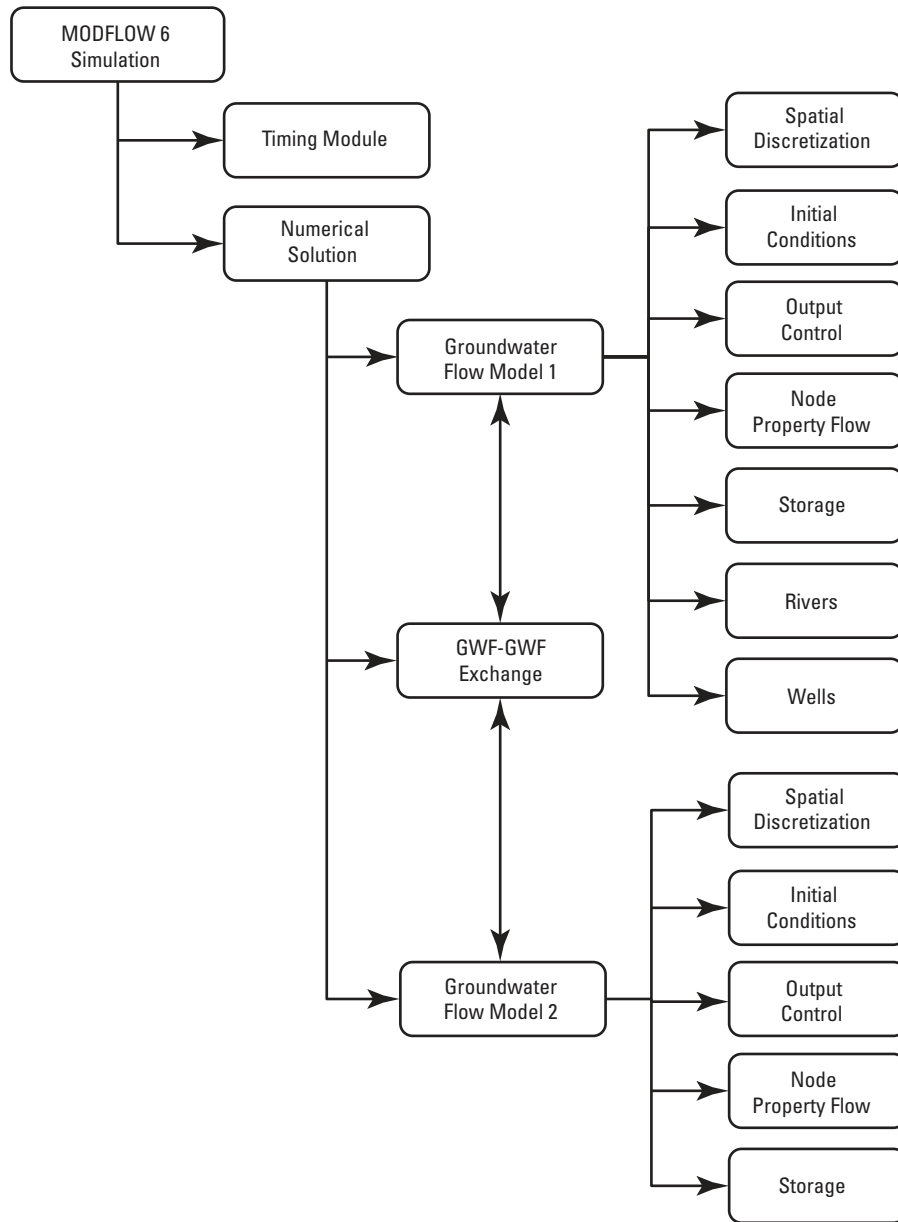 MODFLOW 6
Simulation
Timing Module
Numerical
Solution
Groundwater
Flow Model 1
Spatial
Discretization
Initial
Conditions
Output
Control
Node
Property Flow
Storage
Rivers
Wells
GWF-GWF
Exchange
Groundwater
Flow Model 2
Spatial
Discretization
Initial
Conditions
Output
Control
Node
Property Flow
Storage